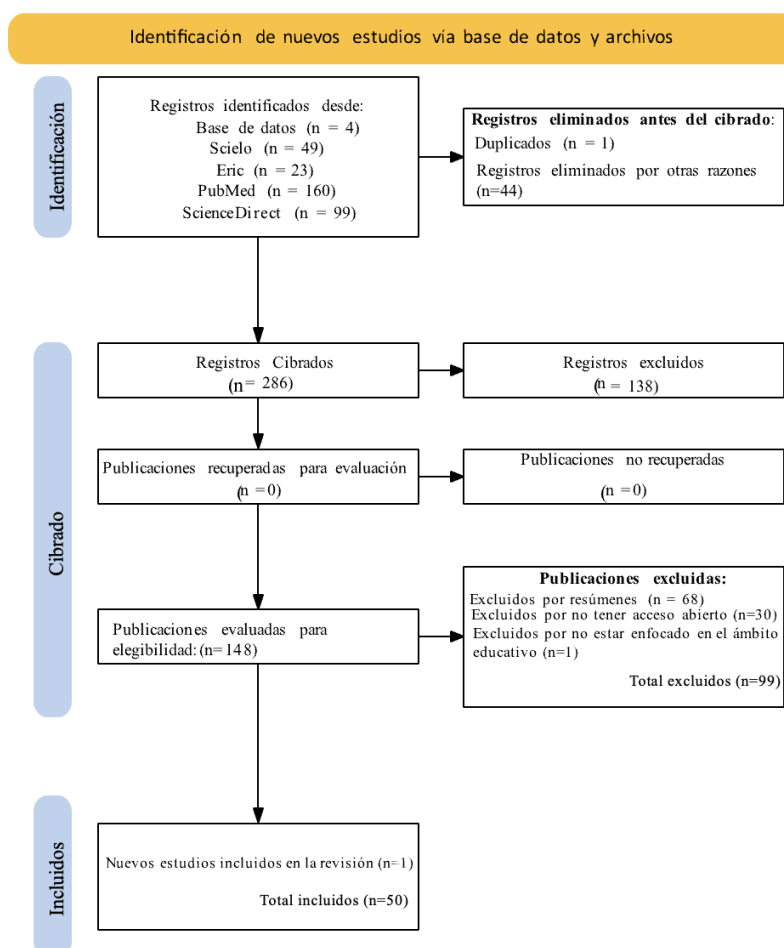 Identificación de nuevos estudios vía base de datos y archivos
Identificación
Registros identificados desde:
Base de datos (n = 4)
Scielo (n = 49)
Eric (n = 23)
PubMed (n = 160)
ScienceDirect (n = 99)
Registros eliminados antes del cibrado:
Duplicados (n = 1)
Registros eliminados por otras razones
(n=44)
Cibrado
Registros Cibrados
(n = 286)
Registros excluidos
(n = 138)
Publicaciones recuperadas para evaluación
(n =0)
Publicaciones no recuperadas
(n =0)
Publicaciones evaluadas para
elegibilidad: (n=148)
Publicaciones excluidas:
Excluidos por resúmenes (n = 68)
Excluidos por no tener acceso abierto (n=30)
Excluidos por no estar enfocado en el ámbito
educativo (n=1)
Total excluidos (n=99)
Incluidos
Nuevos estudios incluidos en la revisión (n=1)
Total incluidos (n=50)